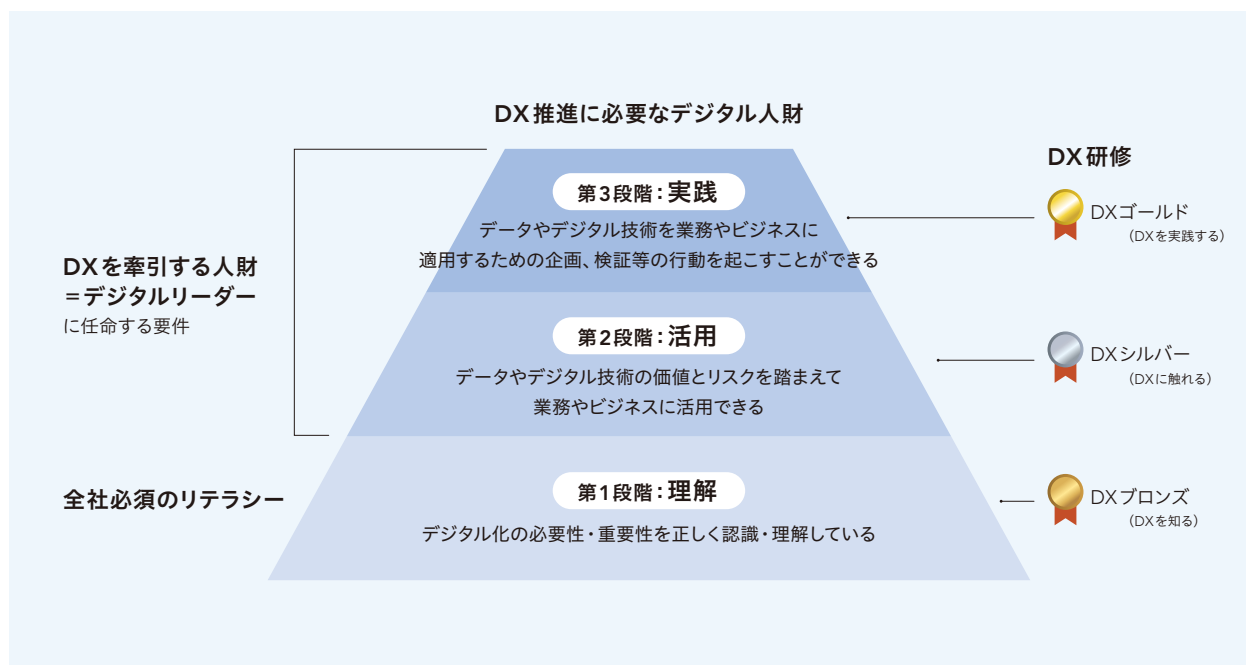 DX推進に必要なデジタル人財
DXを牽引する人財
＝デジタルリーダー
に任命する要件
全社必須のリテラシー
第3段階：実践
データやデジタル技術を業務やビジネスに
適用するための企画、検証等の行動を起こすことができる
第2段階：活用
データやデジタル技術の価値とリスクを踏まえて
業務やビジネスに活用できる
第1段階：理解
デジタル化の必要性・重要性を正しく認識・理解している
DX研修
DXゴールド
（DXを実践する）
DXシルバー
（DXに触れる）
DXブロンズ
（DXを知る）